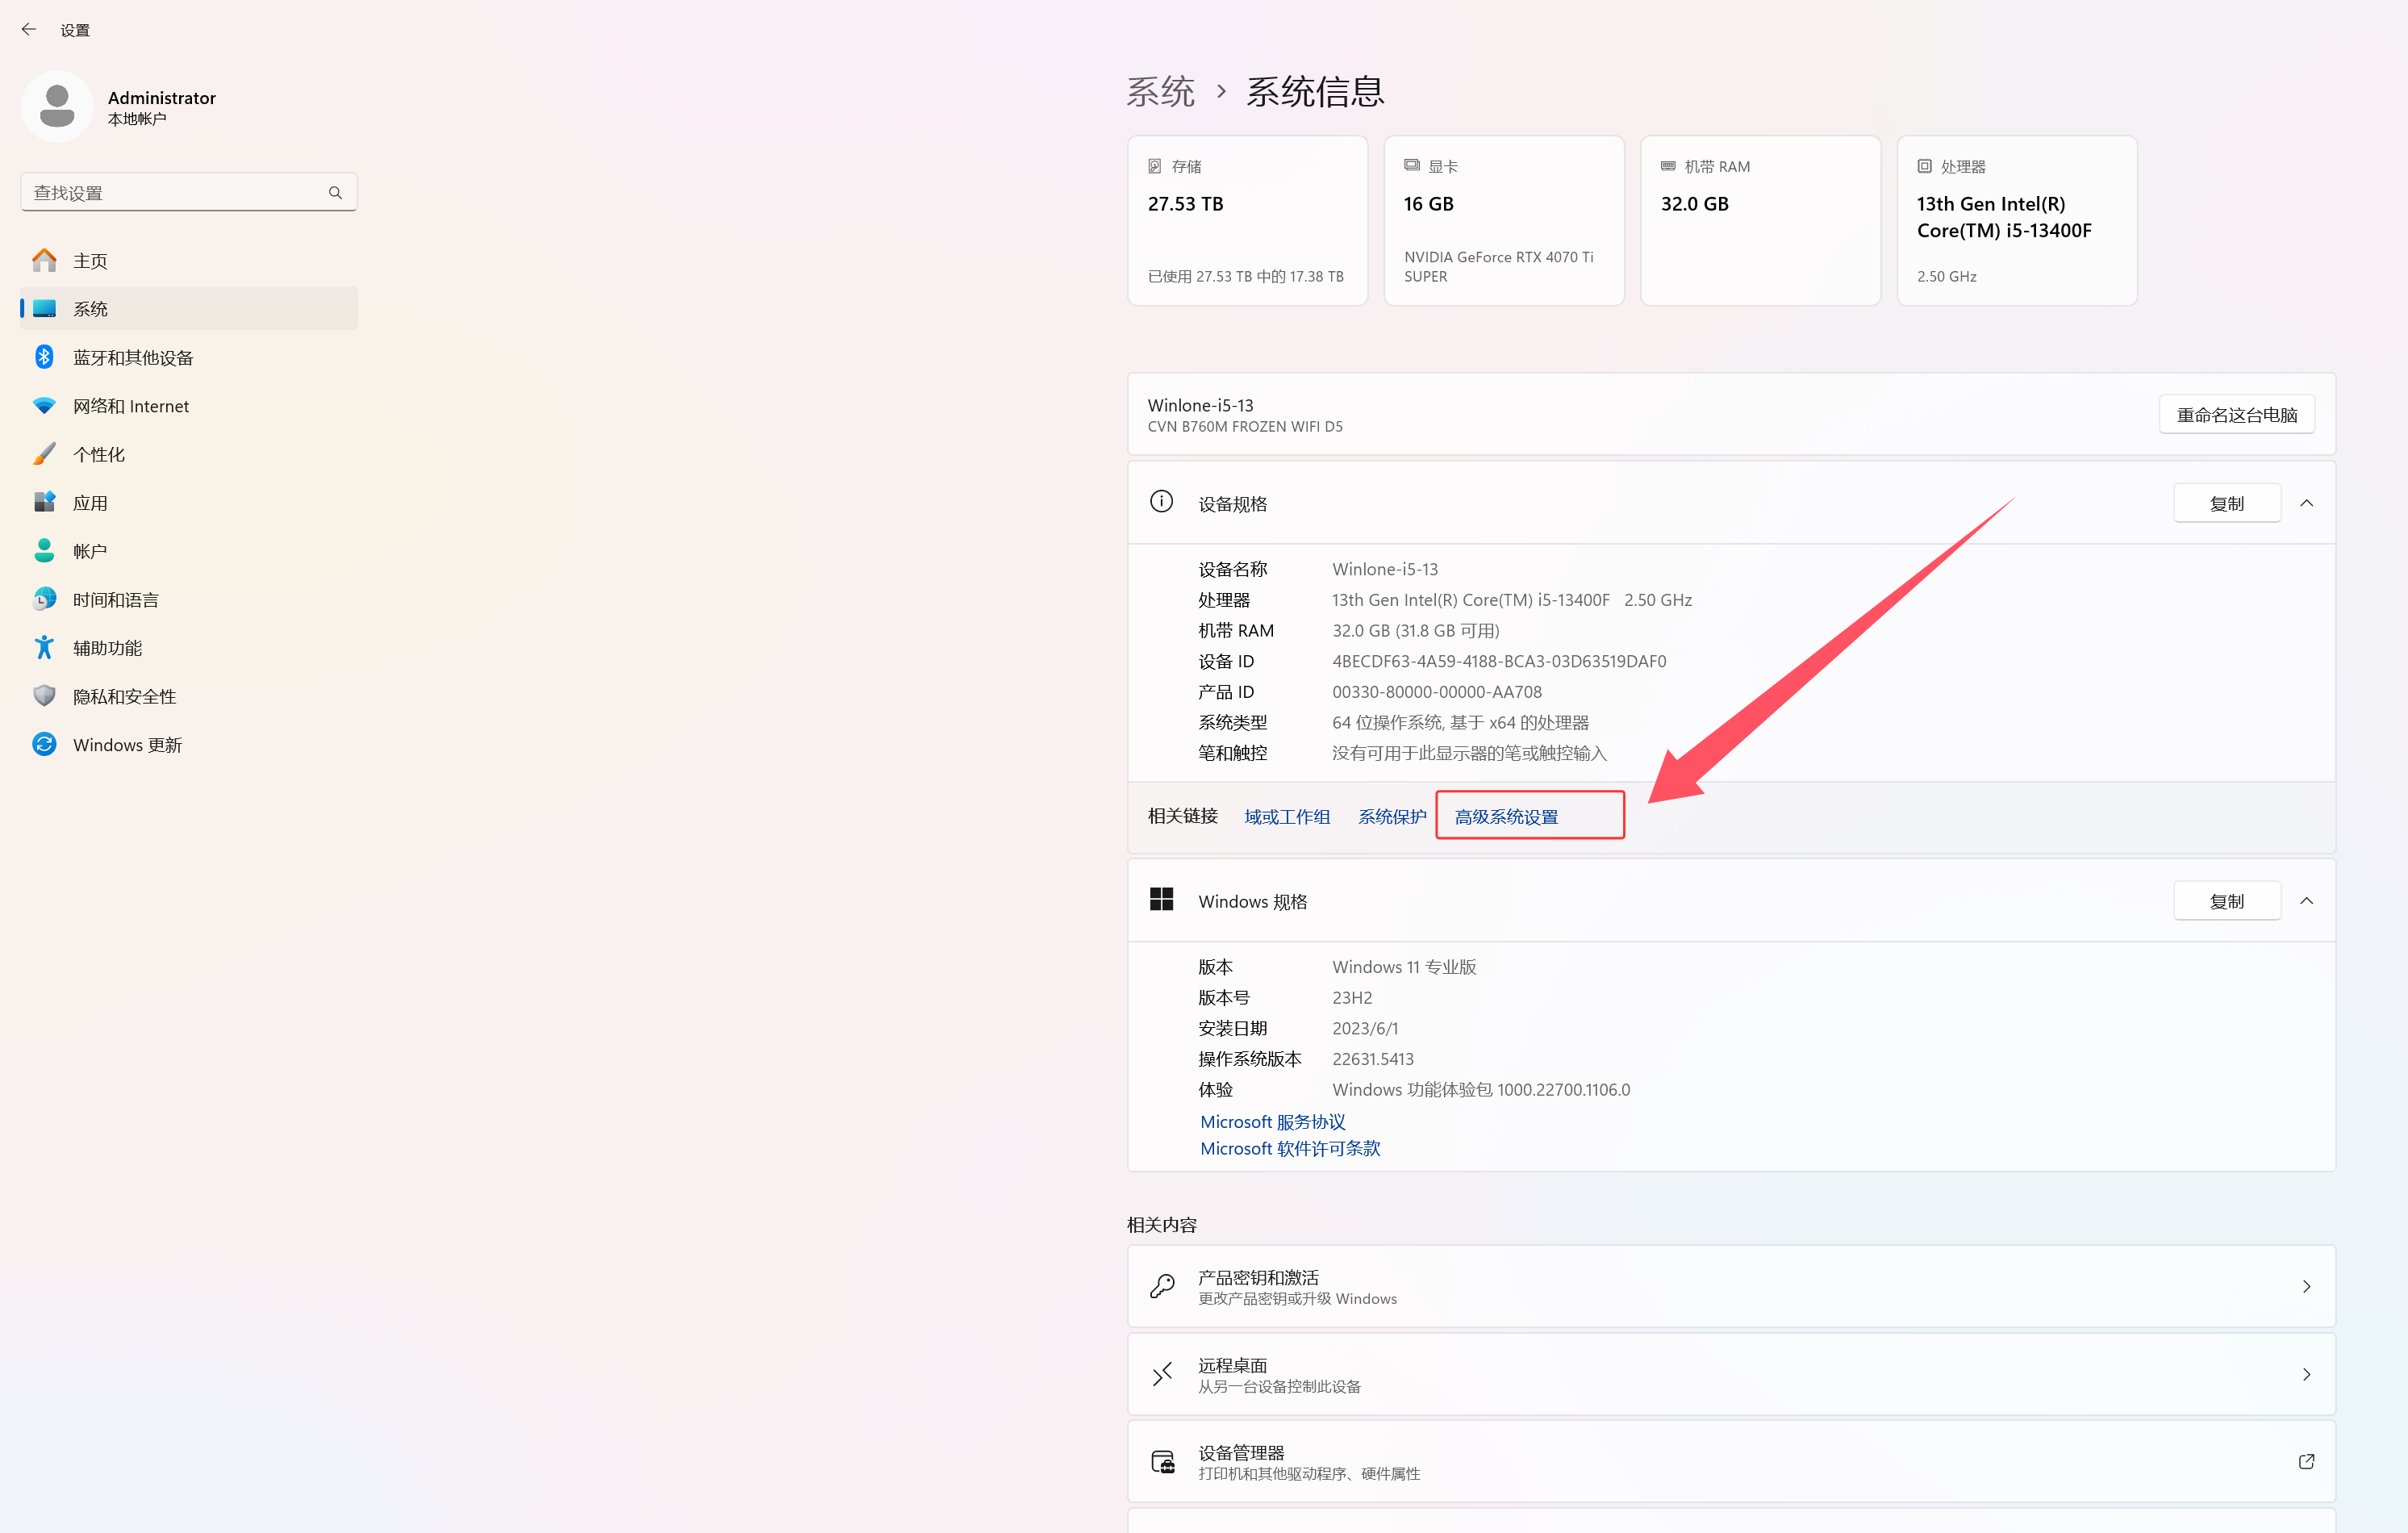 设置
Administrator
本地帐户
查找设置
主页
系统
蓝牙和其他设备
网络和 Internet
个性化
应用
帐户
时间和语言
辅助功能
隐私和安全性
Windows 更新
系统 › 系统信息
存储
27.53 TB
已使用 27.53 TB 中的 17.38 TB
显卡
16 GB
NVIDIA GeForce RTX 4070 Ti
SUPER
机带 RAM
32.0 GB
处理器
13th Gen Intel(R)
Core(TM) i5-13400F
2.50 GHz
Winlone-i5-13
CVN B760M FROZEN WIFI D5
重命名这台电脑
设备规格
复制
设备名称 Winlone-i5-13
处理器 13th Gen Intel(R) Core(TM) i5-13400F 2.50 GHz
机带 RAM 32.0 GB (31.8 GB 可用)
设备 ID 4BECDF63-4A59-4188-BCA3-03D63519DAF0
产品 ID 00330-80000-00000-AA708
系统类型 64 位操作系统, 基于 x64 的处理器
笔和触控 没有可用于此显示器的笔或触控输入
相关链接 域或工作组 系统保护 高级系统设置
Windows 规格
复制
版本 Windows 11 专业版
版本号 23H2
安装日期 2023/6/1
操作系统版本 22631.5413
体验 Windows 功能体验包 1000.22700.1106.0
Microsoft 服务协议
Microsoft 软件许可条款
相关内容
产品密钥和激活
更改产品密钥或升级 Windows
远程桌面
从另一台设备控制此设备
设备管理器
打印机和其他驱动程序、硬件属性